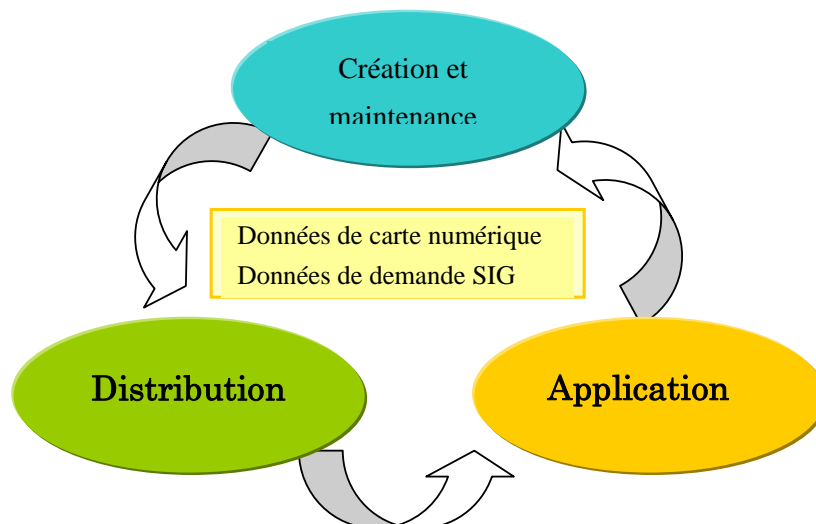 Création et
maintenance
Données de carte numérique
Données de demande SIG
Distribution
Application